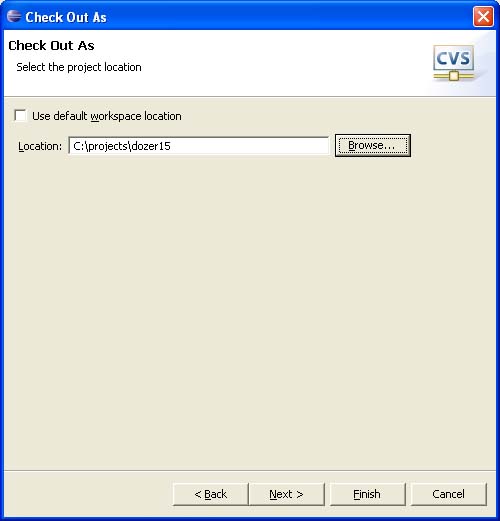 Check Out As
Check Out As
Select the project location
CVS
Use default workspace location
Location: C:\projects\dozer15 Browse...
< Back Next > Finish Cancel